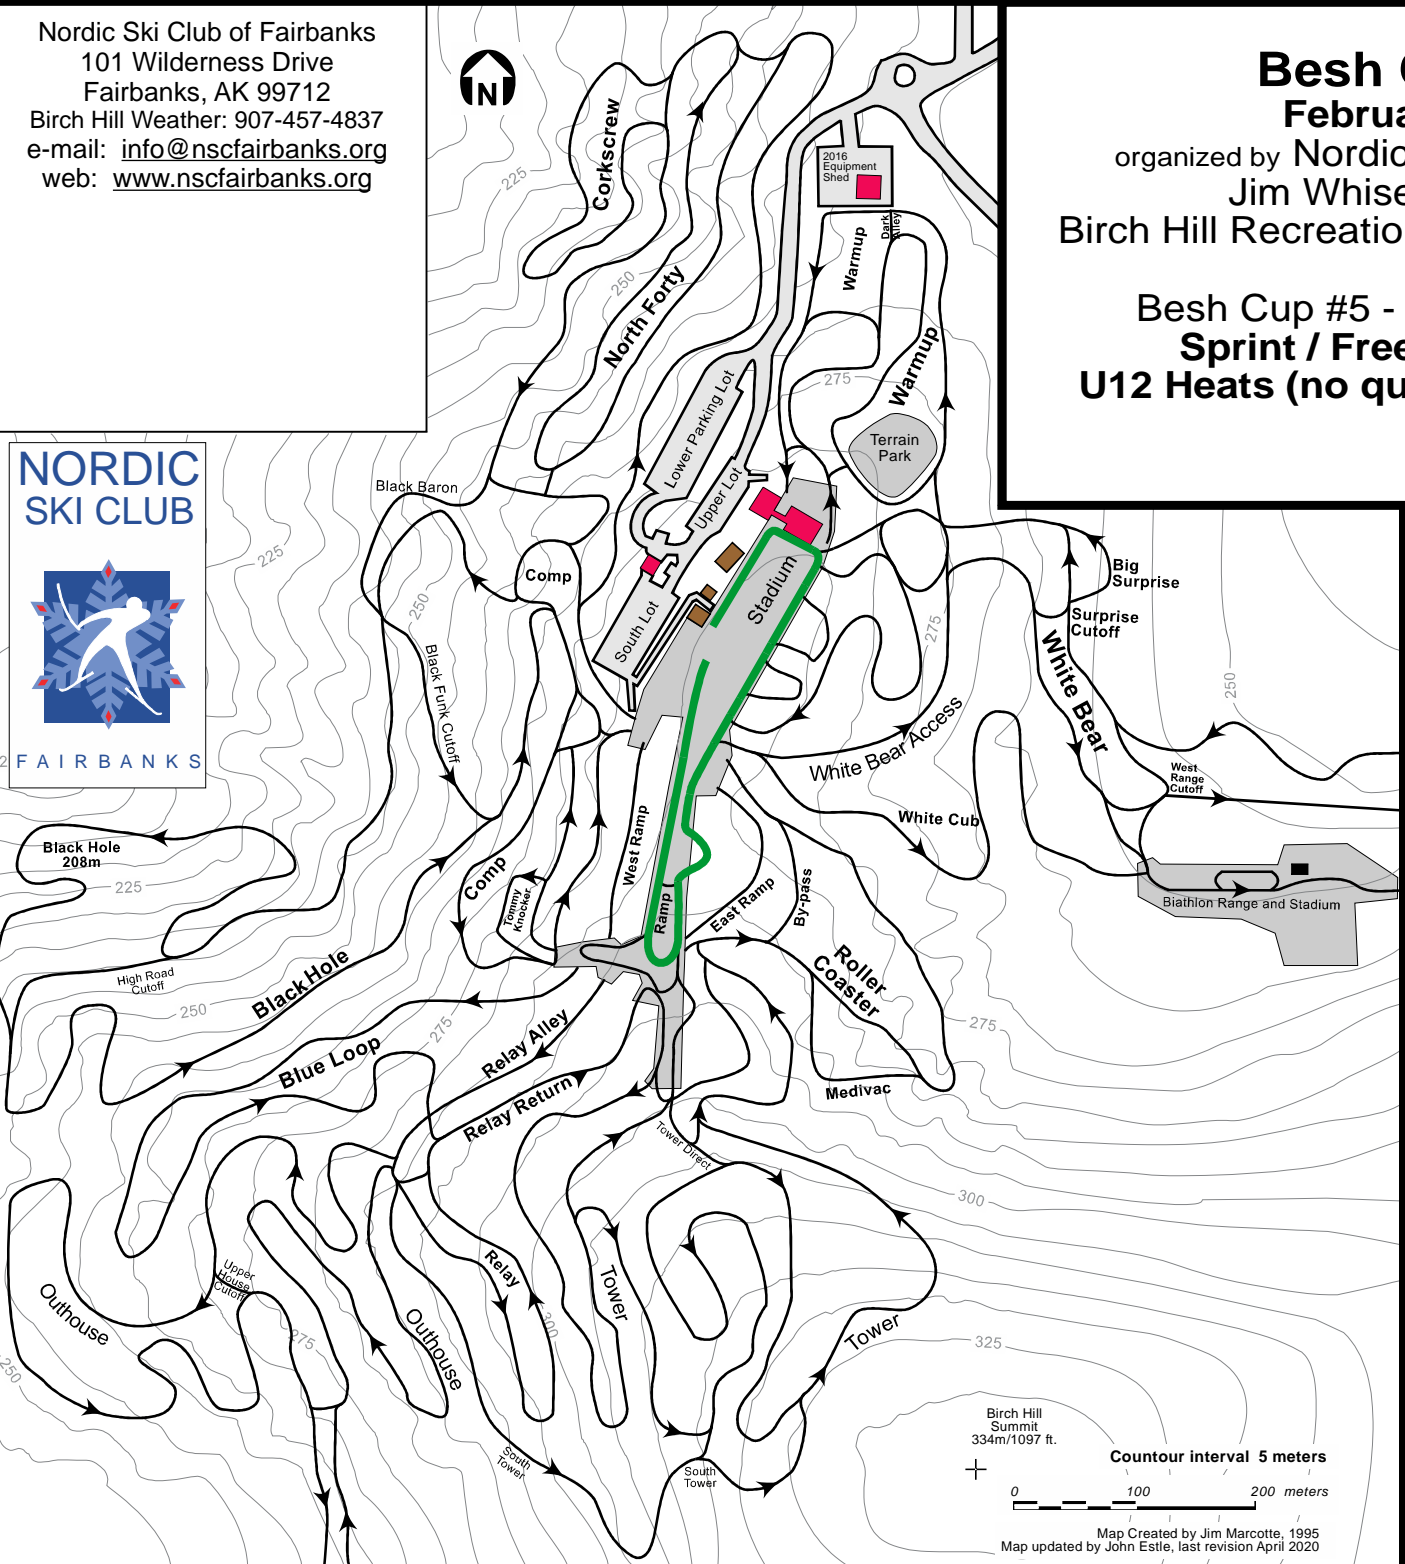 Nordic Ski Club of Fairbanks
101 Wilderness Drive
Fairbanks, AK 99712
Birch Hill Weather: 907-457-4837
e-mail: info@nscfairbanks.org
web: www.nscfairbanks.org
N
Besh
February
organized by Nordic
Jim Whise
Birch Hill Recreatio
Besh Cup #5 -
Sprint / Free
U12 Heats (no qu
NORDIC
SKI CLUB
FAIRBANKS
Corkscrew
225
250
North Forty
2016
Equipment
Shed
Dark
Alley
Warmup
Warmup
275
Terrain
Park
Lower Parking Lot
Upper Lot
South Lot
Stadium
Black Baron
225
250
Comp
Black Funk Cutoff
275
Big
Surprise
Surprise
Cutoff
White Bear
250
White Bear Access
West
Range
Cutoff
White Cub
Biathlon Range and Stadium
Black Hole
208m
225
Comp
Tommy
Knocker
West Ramp
Ramp
East Ramp
By-pass
Roller
Coaster
High Road
Cutoff
250
Black Hole
275
275
Blue Loop
Relay Alley
Relay Return
Medivac
Tower Direct
300
Outhouse
Upper
House
Cutoff
275
250
Outhouse
Relay
300
Tower
Tower
325
South
Tower
South
Tower
Birch Hill
Summit
334m/1097 ft.
Countour interval 5 meters
0 100 200 meters
Map Created by Jim Marcotte, 1995
Map updated by John Estle, last revision April 2020